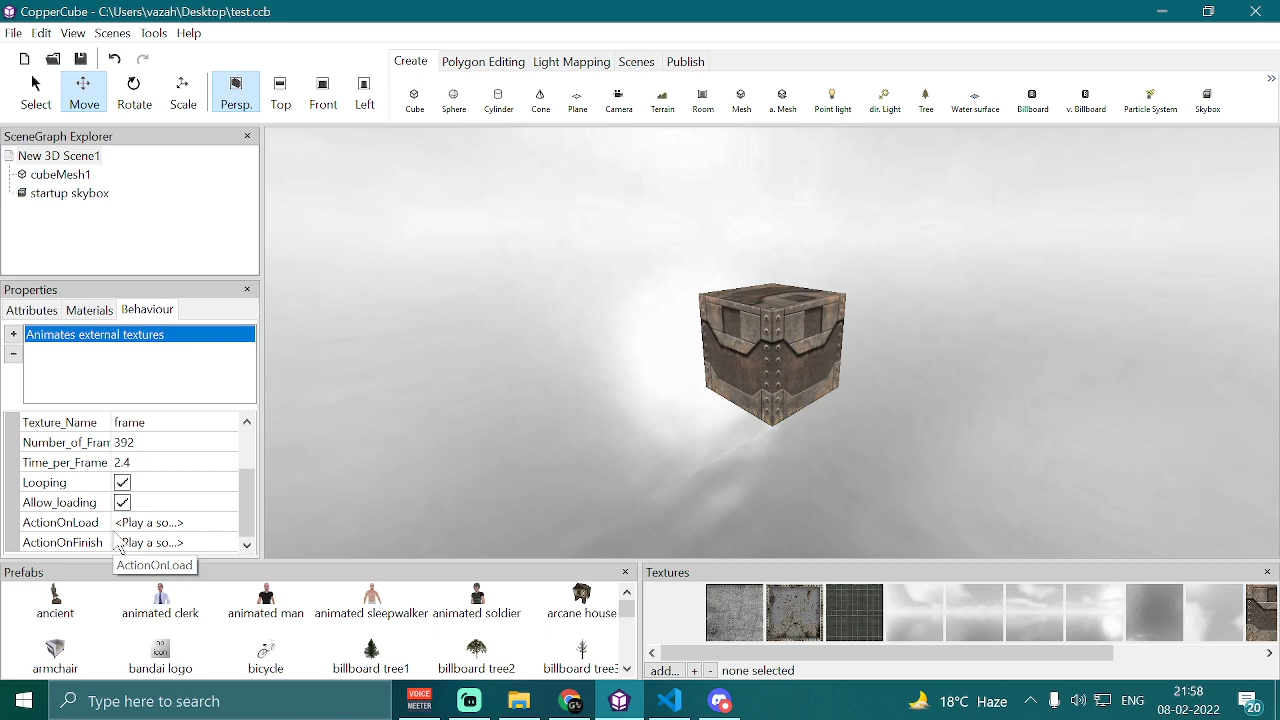 CopperCube - C:\Users\vazah\Desktop\test.ccb
File Edit View Scenes Tools Help
Create Polygon Editing Light Mapping Scenes Publish
Select Move Rotate Scale Persp. Top Front Left
Cube Sphere Cylinder Cone Plane Camera Terrain Room Mesh a. Mesh Point light dir. Light Tree Water surface Billboard v. Billboard Particle System Skybox
SceneGraph Explorer
New 3D Scene1
cubeMesh1
startup skybox
Properties
Attributes Materials Behaviour
Animates external textures
Texture_Name frame
Number_of_Fram 392
Time_per_Frame 2.4
Looping
Allow_loading
ActionOnLoad <Play a so...>
ActionOnFinish Play a so...>
ActionOnLoad
Prefabs
ancient animated clerk animated man animated sleepwalker animated soldier arcane house
armchair bandai logo bicycle billboard tree1 billboard tree2 billboard tree3
Textures
add... + - none selected
Type here to search
VOICE MEETER
18°C Haze
ENG
21:58
08-02-2022
20